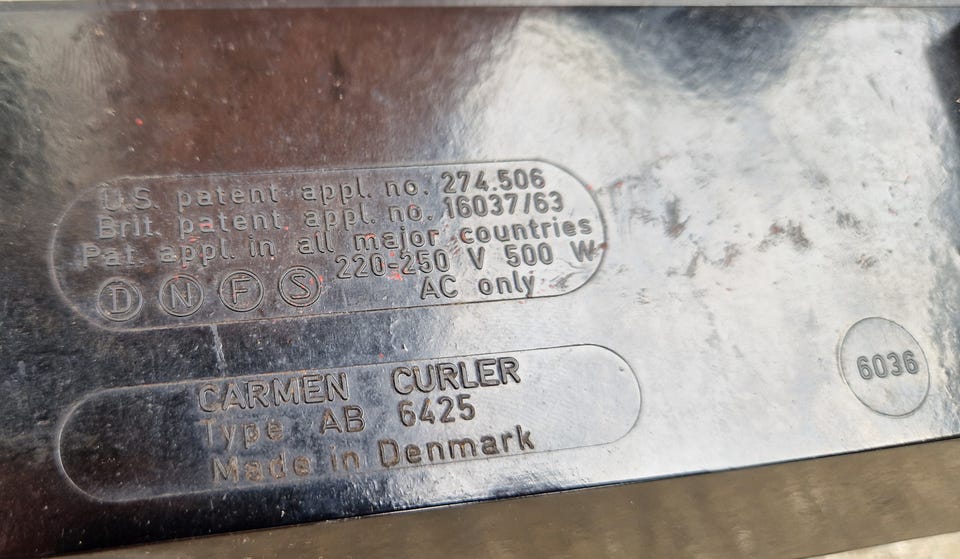 U.S. patent appl. no. 274.506
Brit. patent appl. no. 16037/63
Pat. appl. in all major countries
220-250 V 500 W
D N F S AC only
CARMEN CURLER
Type AB 6425
Made in Denmark
6036